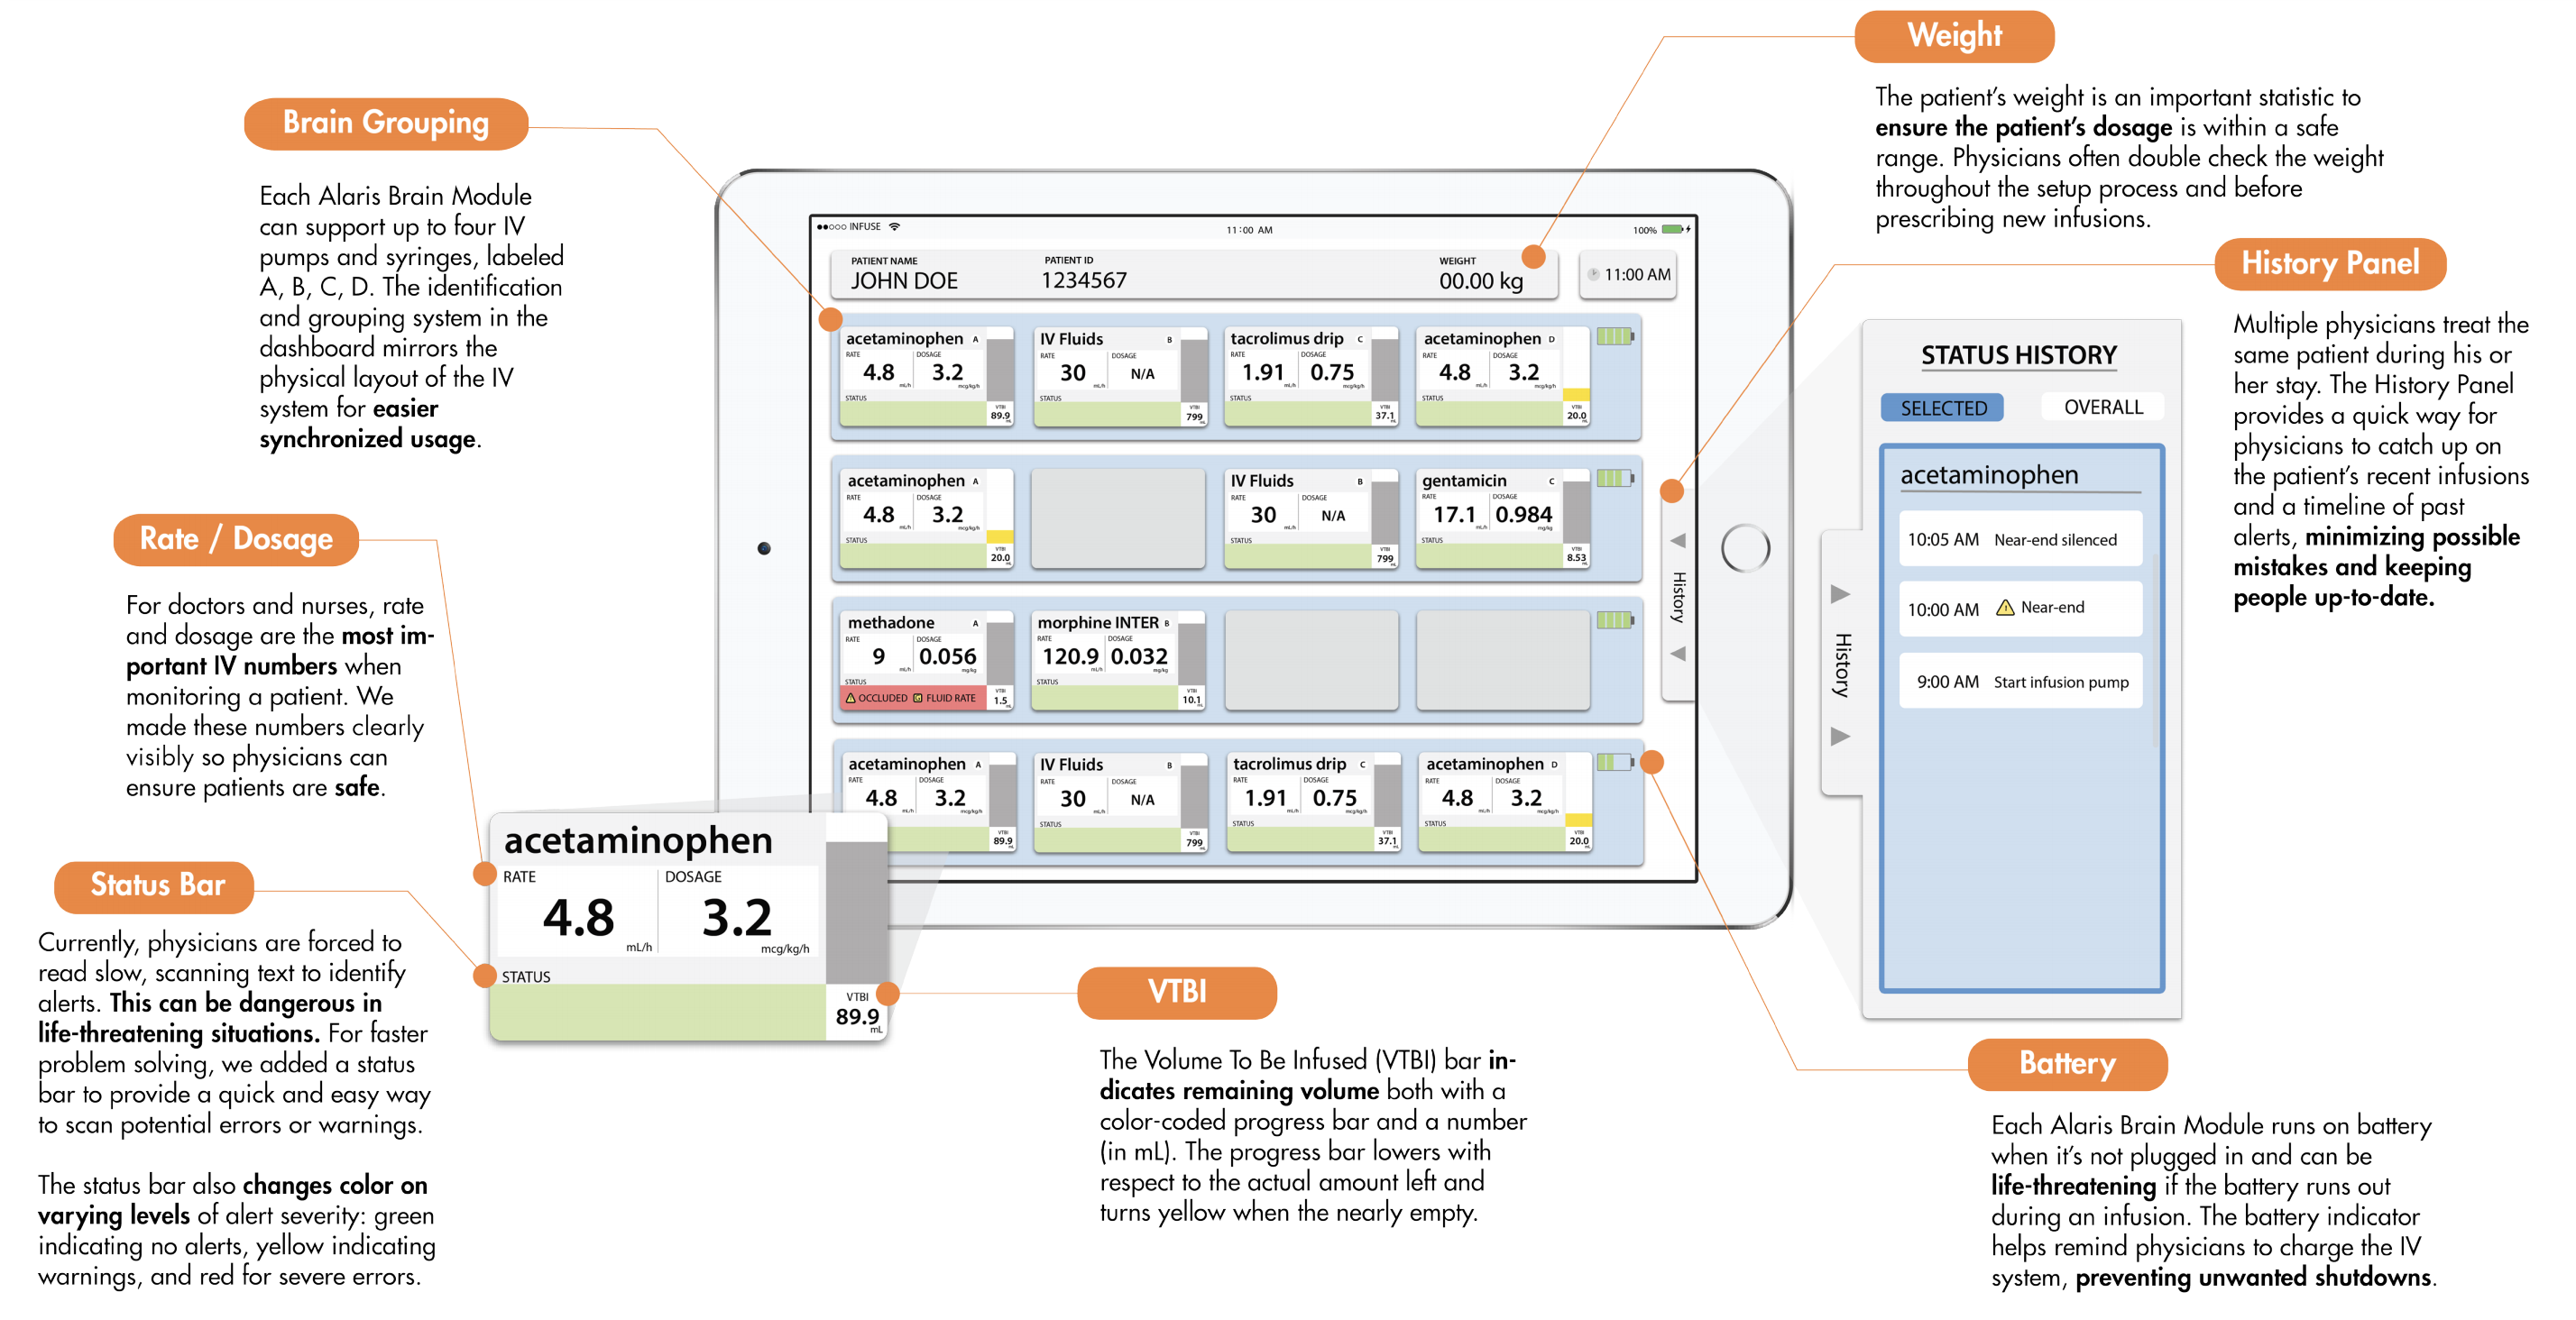 Weight
The patient's weight is an important statistic to
ensure the patient's dosage is within a safe
range. Physicians often double check the weight
throughout the setup process and before
prescribing new infusions.
Brain Grouping
Each Alaris Brain Module
can support up to four IV
pumps and syringes, labeled
A, B, C, D. The identification
and grouping system in the
dashboard mirrors the
physical layout of the IV
system for easier
synchronized usage.
Rate / Dosage
For doctors and nurses, rate
and dosage are the most im-
portant IV numbers when
monitoring a patient. We
made these numbers clearly
visibly so physicians can
ensure patients are safe.
Status Bar
Currently, physicians are forced to
read slow, scanning text to identify
alerts. This can be dangerous in
life-threatening situations. For faster
problem solving, we added a status
bar to provide a quick and easy way
to scan potential errors or warnings.
The status bar also changes color on
varying levels of alert severity: green
indicating no alerts, yellow indicating
warnings, and red for severe errors.
INFUSE 11:00 AM 100%
PATIENT NAME PATIENT ID WEIGHT
JOHN DOE 1234567 00.00 kg 11:00 AM
acetaminophen A IV Fluids B tacrolimus drip C acetaminophen D
RATE DOSAGE RATE DOSAGE RATE DOSAGE RATE DOSAGE
4.8 3.2 30 N/A 1.91 0.75 4.8 3.2
mL/h mcg/kg/h mL/h mL/h mcg/kg/h mL/h mcg/kg/h
STATUS VTBI STATUS VTBI STATUS VTBI STATUS VTBI
89.9 mL 799 mL 37.1 mL 20.0 mL
acetaminophen A IV Fluids B gentamicin C
RATE DOSAGE RATE DOSAGE RATE DOSAGE
4.8 3.2 30 N/A 17.1 0.984
mL/h mcg/kg/h mL/h mL/h mg/kg
STATUS VTBI STATUS VTBI STATUS VTBI
20.0 mL 799 mL 8.53 mL
methadone A morphine INTER B
RATE DOSAGE RATE DOSAGE
9 0.056 120.9 0.032
mL/h mg/kg mL/h mg/kg
STATUS VTBI STATUS VTBI
OCCLUDED FLUID RATE 1.5 mL 10.1 mL
acetaminophen A IV Fluids B tacrolimus drip C acetaminophen D
RATE DOSAGE RATE DOSAGE RATE DOSAGE RATE DOSAGE
4.8 3.2 30 N/A 1.91 0.75 4.8 3.2
mL/h mcg/kg/h mL/h mL/h mcg/kg/h mL/h mcg/kg/h
VTBI STATUS VTBI STATUS VTBI STATUS VTBI
89.9 mL 799 mL 37.1 mL 20.0 mL
History
acetaminophen
RATE DOSAGE
4.8 3.2
mL/h mcg/kg/h
STATUS
VTBI
89.9
mL
VTBI
The Volume To Be Infused (VTBI) bar in-
dicates remaining volume both with a
color-coded progress bar and a number
(in mL). The progress bar lowers with
respect to the actual amount left and
turns yellow when the nearly empty.
History Panel
Multiple physicians treat the
same patient during his or
her stay. The History Panel
provides a quick way for
physicians to catch up on
the patient's recent infusions
and a timeline of past
alerts, minimizing possible
mistakes and keeping
people up-to-date.
STATUS HISTORY
SELECTED OVERALL
acetaminophen
10:05 AM Near-end silenced
10:00 AM Near-end
9:00 AM Start infusion pump
History
Battery
Each Alaris Brain Module runs on battery
when it's not plugged in and can be
life-threatening if the battery runs out
during an infusion. The battery indicator
helps remind physicians to charge the IV
system, preventing unwanted shutdowns.